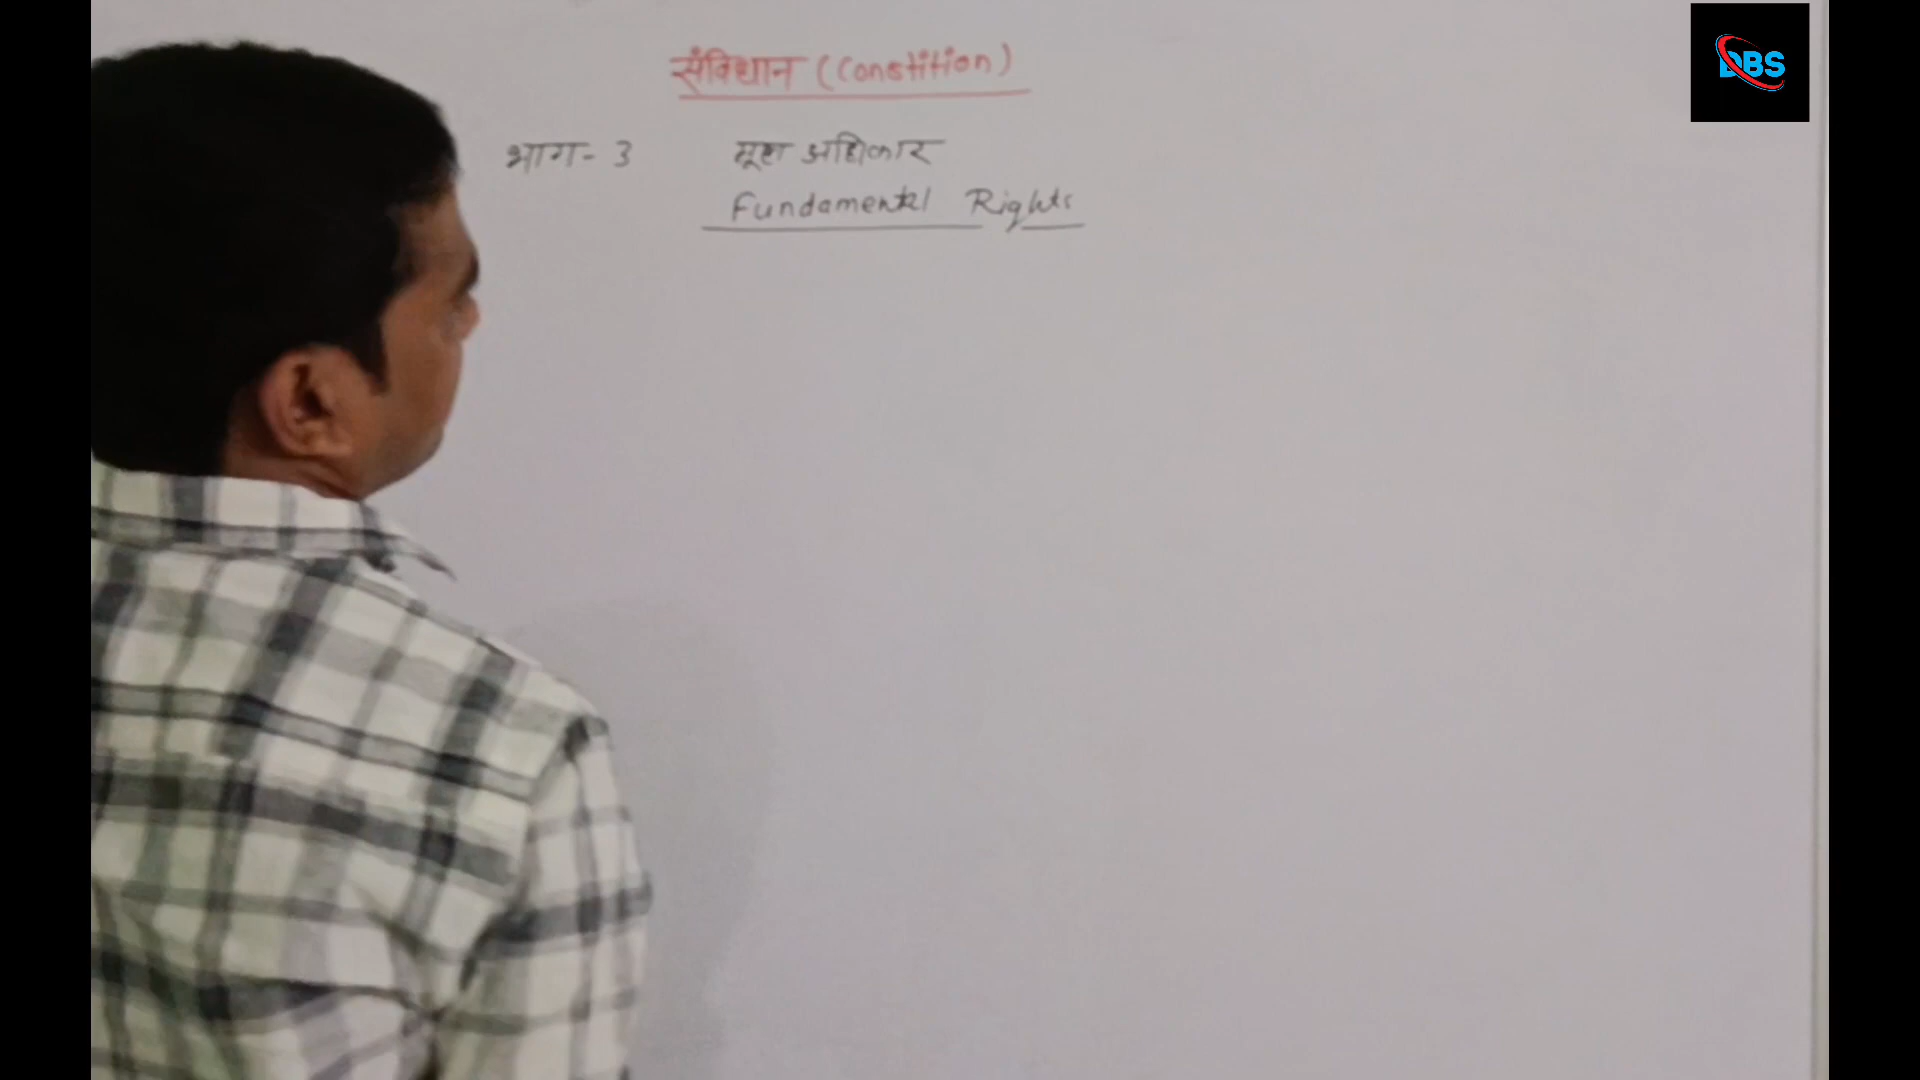 संविधान (Constition)
भाग- 3 मूल अधिकार
Fundamental Rights
DBS